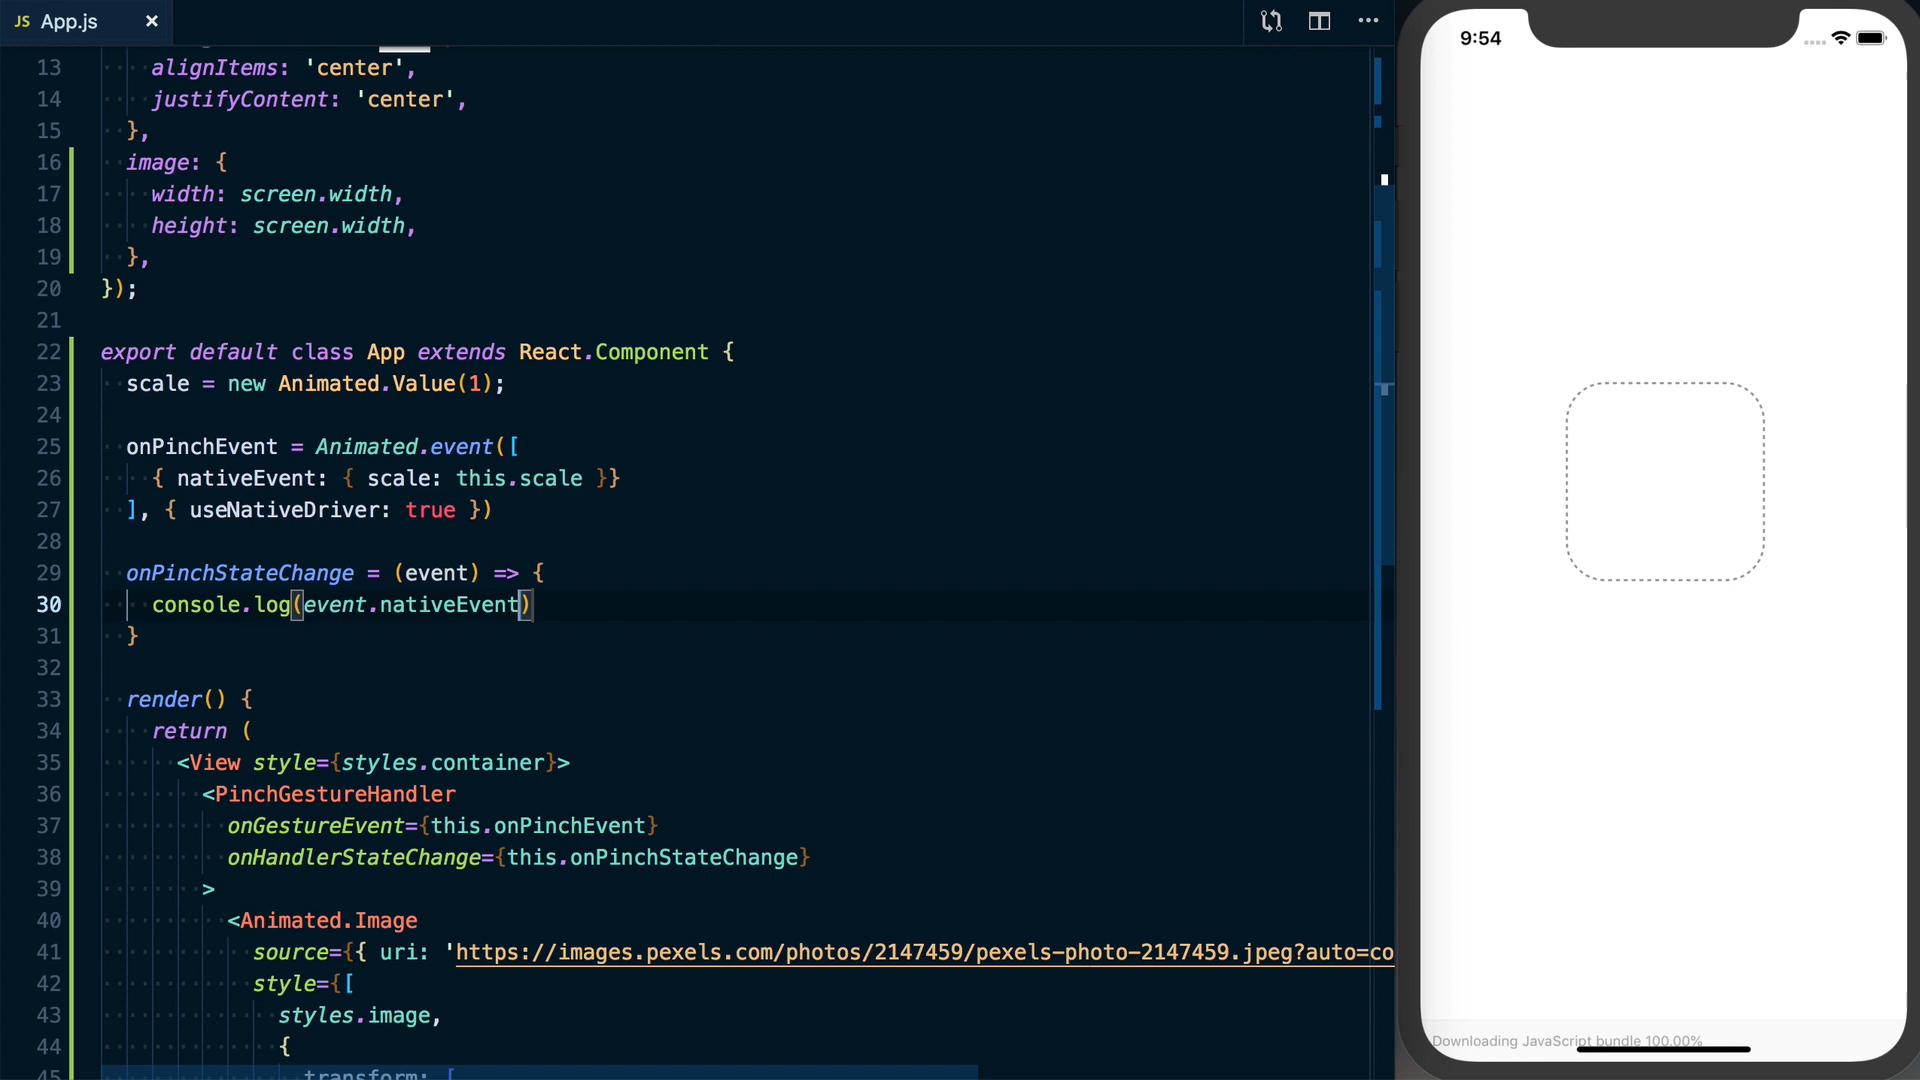 JS App.js
13 alignItems: 'center',
14 justifyContent: 'center',
15 },
16 image: {
17 width: screen.width,
18 height: screen.width,
19 },
20 });
21
22 export default class App extends React.Component {
23 scale = new Animated.Value(1);
24
25 onPinchEvent = Animated.event([
26 { nativeEvent: { scale: this.scale }}
27 ], { useNativeDriver: true })
28
29 onPinchStateChange = (event) => {
30 console.log(event.nativeEvent)
31 }
32
33 render() {
34 return (
35 <View style={styles.container}>
36 <PinchGestureHandler
37 onGestureEvent={this.onPinchEvent}
38 onHandlerStateChange={this.onPinchStateChange}
39 >
40 <Animated.Image
41 source={{ uri: 'https://images.pexels.com/photos/2147459/pexels-photo-2147459.jpeg?auto=co
42 style={[
43 styles.image,
44 {
45 transform: [
9:54
Downloading JavaScript bundle 100.00%